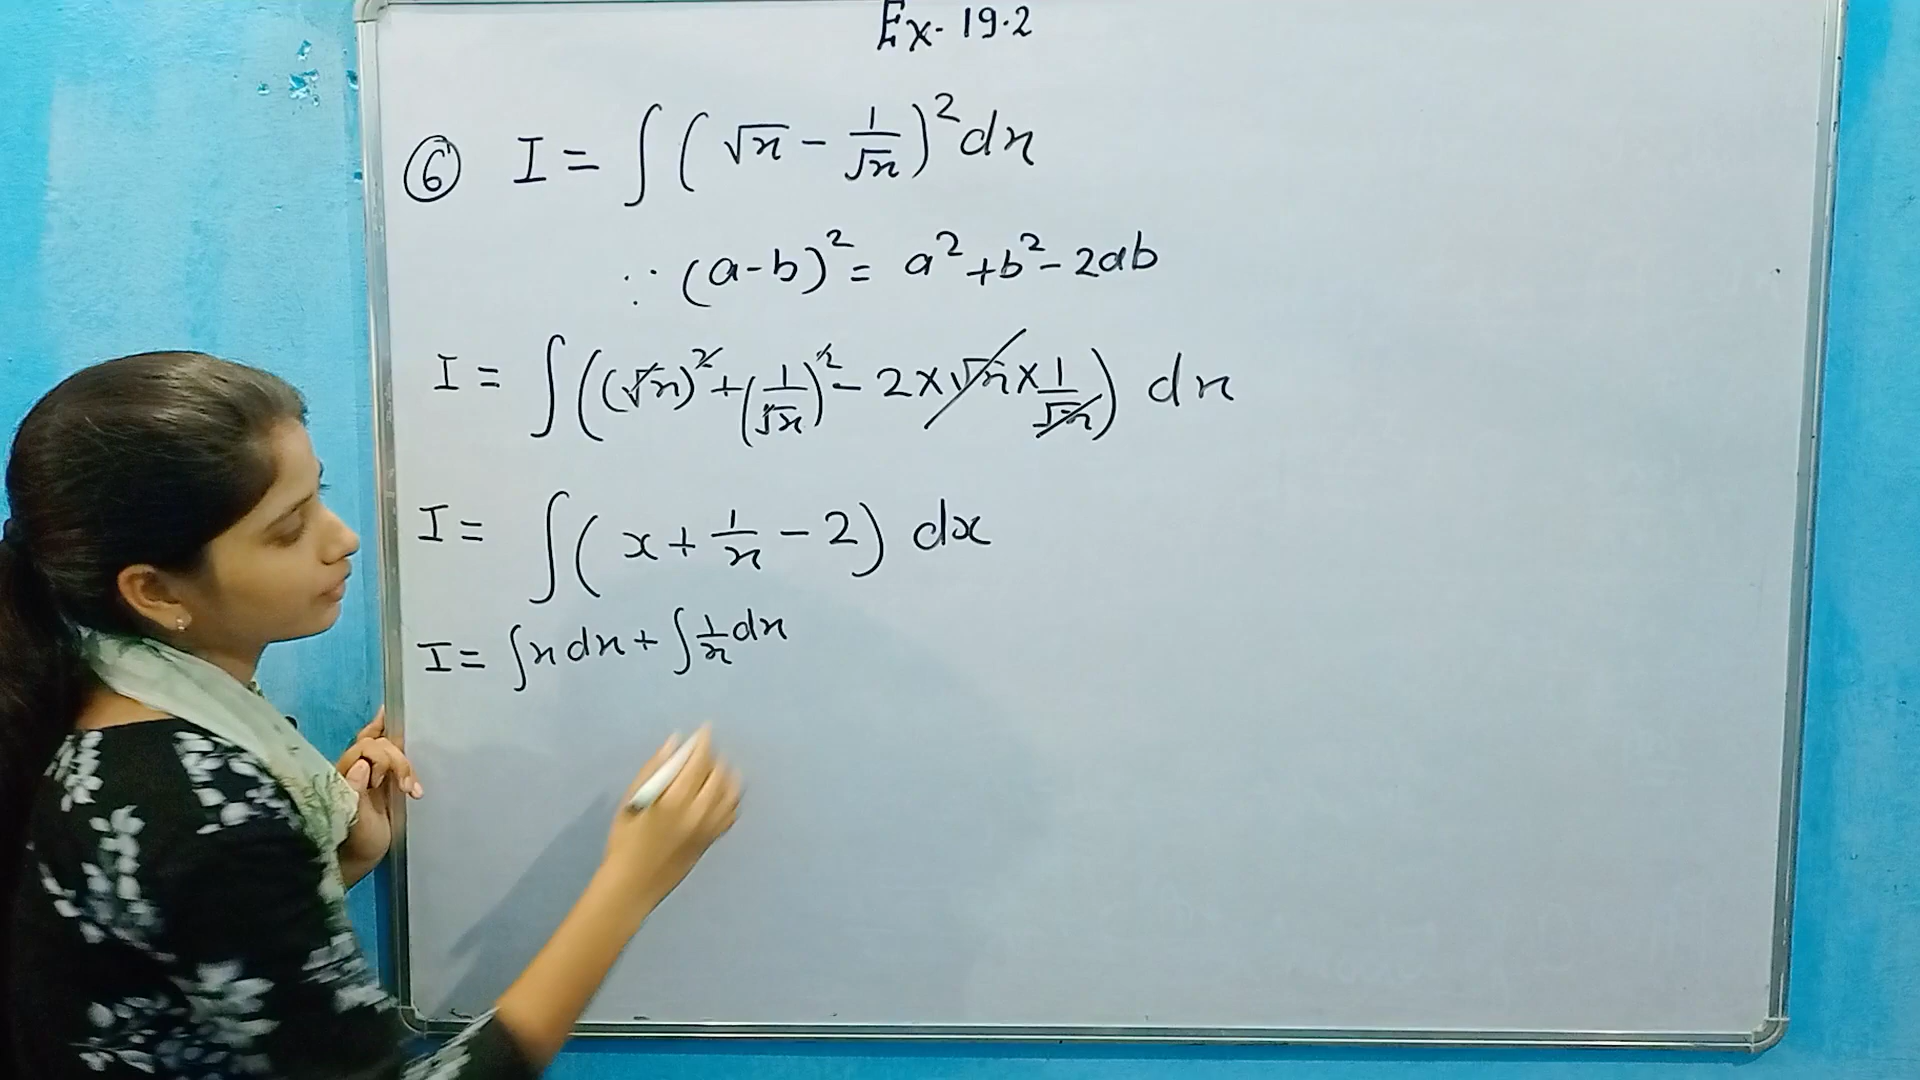 Ex-19.2
⑥ I = ∫(√x - 1/√x)² dx
∵ (a-b)² = a²+b²-2ab
I = ∫((√x)²+(1/√x)²- 2×√x×1/√x) dx
I = ∫(x+1/x-2) dx
I = ∫x dx + ∫1/x dx